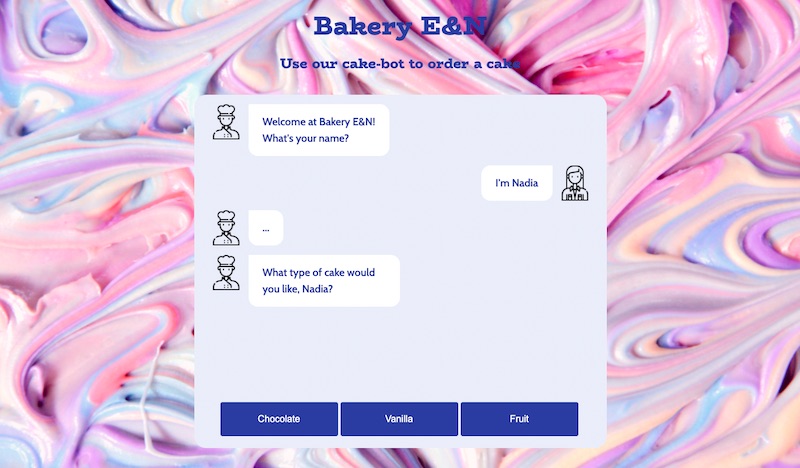 Bakery E&N
Use our cake-bot to order a cake
Welcome at Bakery E&N!
What's your name?
I'm Nadia
...
What type of cake would
you like, Nadia?
Chocolate
Vanilla
Fruit